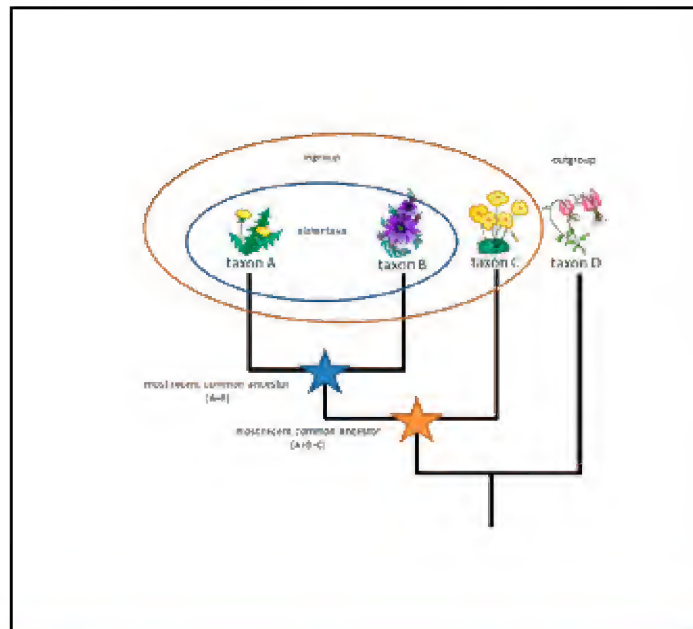 ingroup
outgroup
sister taxa
taxon A
taxon B
taxon C
taxon D
most recent common ancestor
(A+B)
most recent common ancestor
(A+B+C)